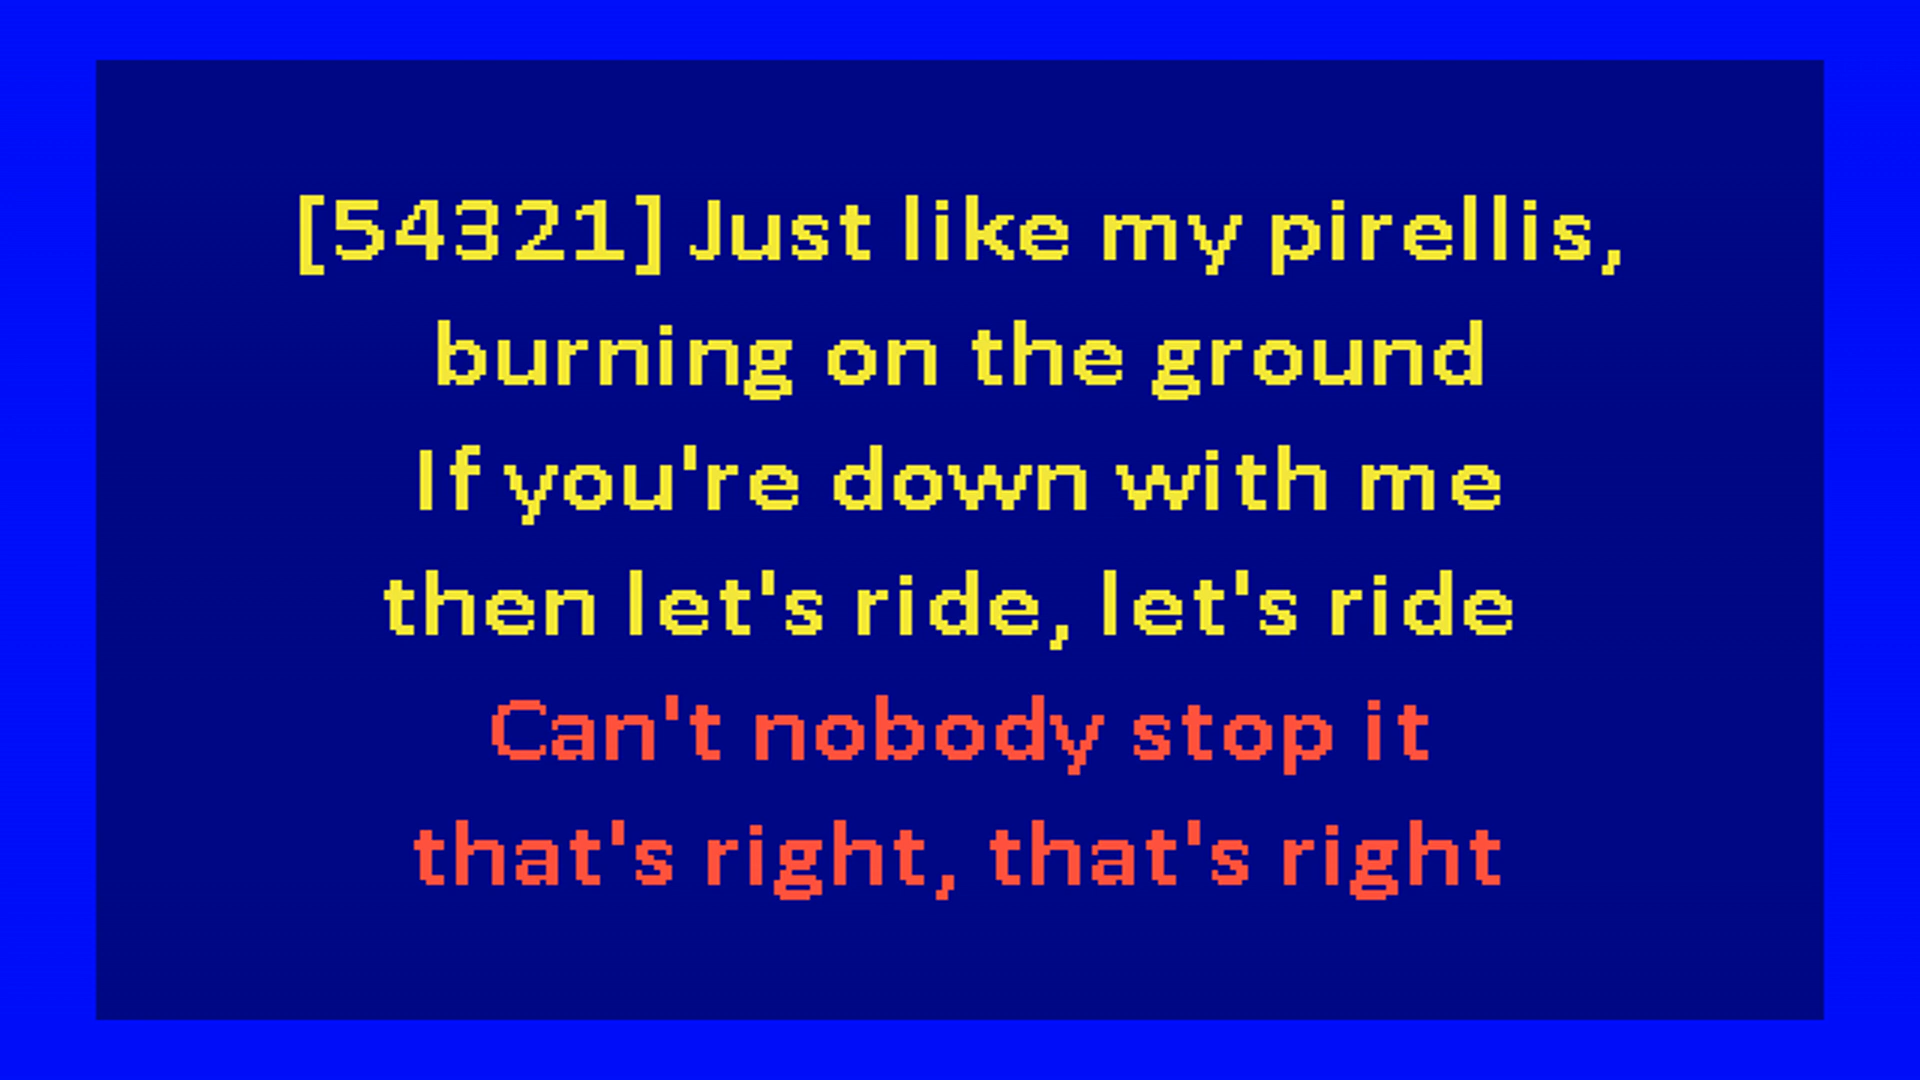 [54321] Just like my pirellis,
burning on the ground
If you're down with me
then let's ride, let's ride
Can't nobody stop it
that's right, that's right